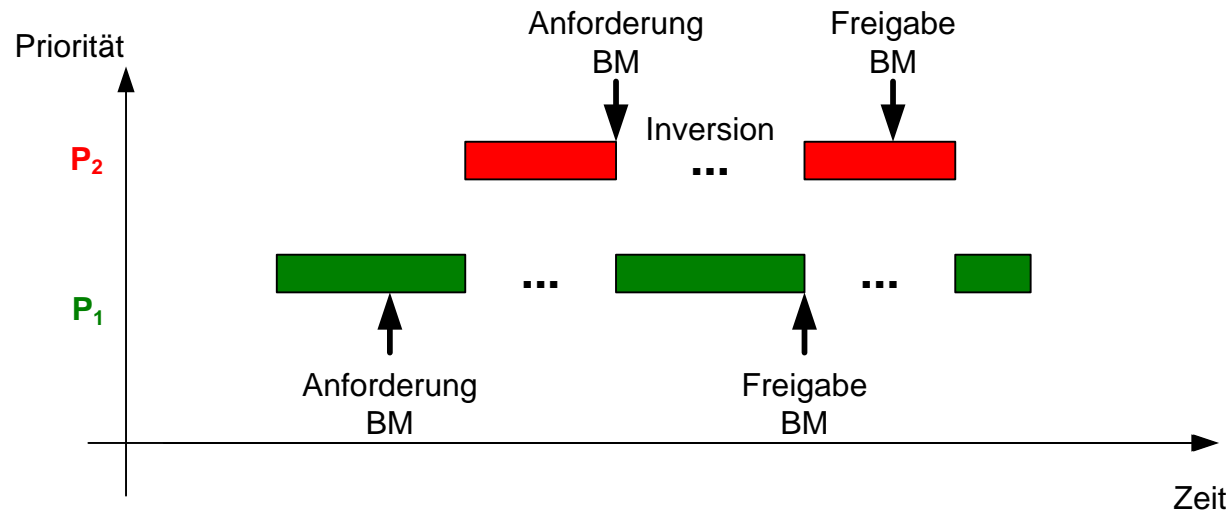 Anforderung
BM
Freigabe
BM
Priorität
Inversion
P₂
...
...
...
P₁
Anforderung
BM
Freigabe
BM
Zeit